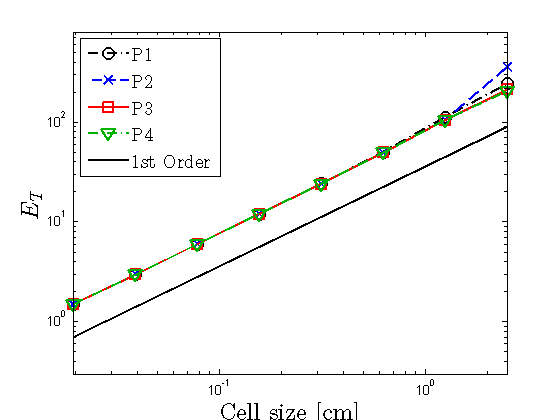 P1
P2
P3
P4
1st Order
10^2
10^1
10^0
E_T
10^-1
10^0
Cell size [cm]